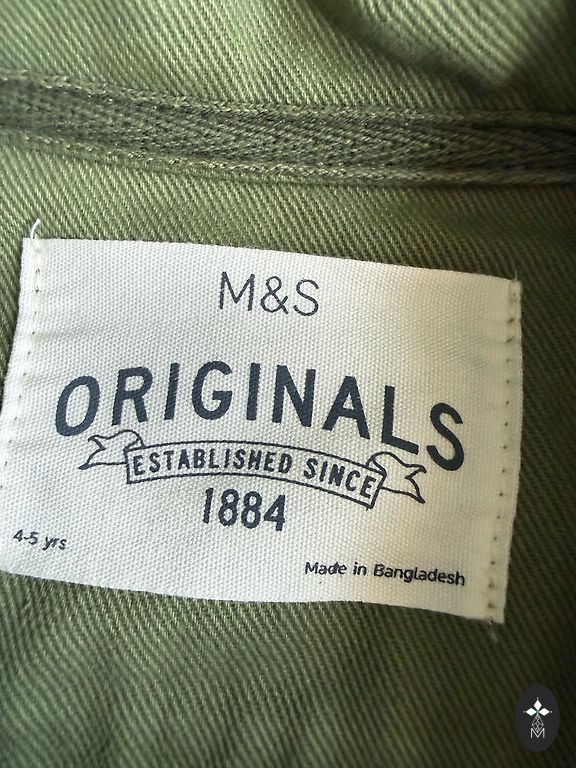 M&S
ORIGINALS
ESTABLISHED SINCE
1884
4-5 yrs
Made in Bangladesh
M